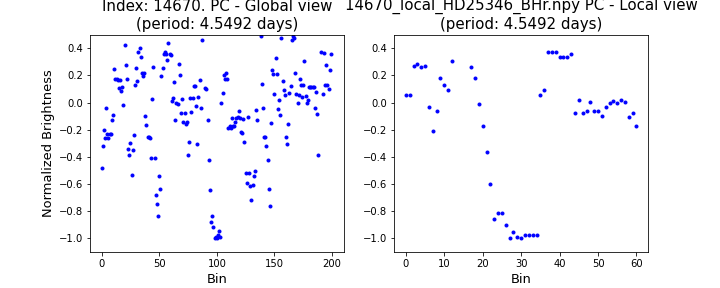 Index: 14670. PC - Global view
(period: 4.5492 days)
14670_local_HD25346_BHr.npy PC - Local view
(period: 4.5492 days)
Normalized Brightness
0.4
0.2
0.0
−0.2
−0.4
−0.6
−0.8
−1.0
0 50 100 150 200
Bin
0.4
0.2
0.0
−0.2
−0.4
−0.6
−0.8
−1.0
0 20 40 60
Bin